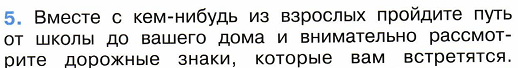 5. Вместе с кем-нибудь из взрослых пройдите путь
от школы до вашего дома и внимательно рассмот-
рите дорожные знаки, которые вам встретятся.